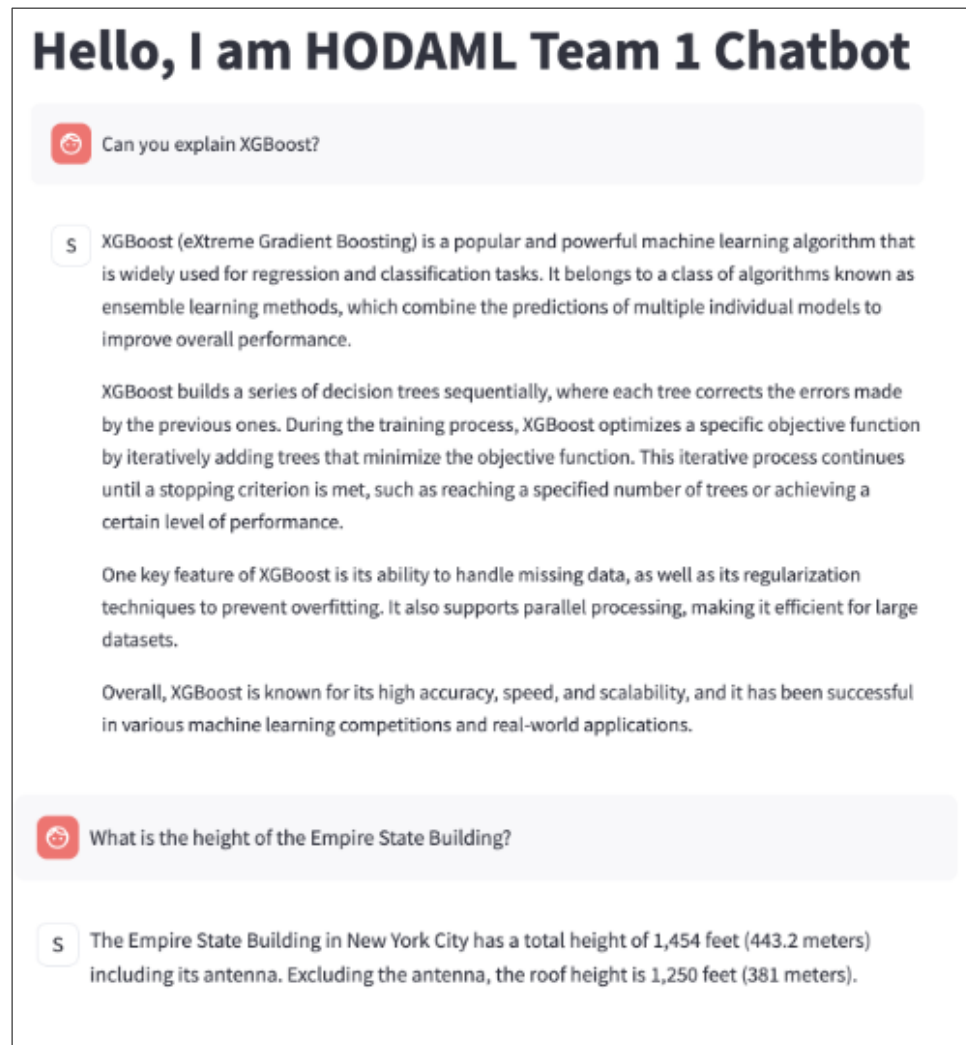 Hello, I am HODAML Team 1 Chatbot
Can you explain XGBoost?
S
XGBoost (eXtreme Gradient Boosting) is a popular and powerful machine learning algorithm that
is widely used for regression and classification tasks. It belongs to a class of algorithms known as
ensemble learning methods, which combine the predictions of multiple individual models to
improve overall performance.
XGBoost builds a series of decision trees sequentially, where each tree corrects the errors made
by the previous ones. During the training process, XGBoost optimizes a specific objective function
by iteratively adding trees that minimize the objective function. This iterative process continues
until a stopping criterion is met, such as reaching a specified number of trees or achieving a
certain level of performance.
One key feature of XGBoost is its ability to handle missing data, as well as its regularization
techniques to prevent overfitting. It also supports parallel processing, making it efficient for large
datasets.
Overall, XGBoost is known for its high accuracy, speed, and scalability, and it has been successful
in various machine learning competitions and real-world applications.
What is the height of the Empire State Building?
S
The Empire State Building in New York City has a total height of 1,454 feet (443.2 meters)
including its antenna. Excluding the antenna, the roof height is 1,250 feet (381 meters).